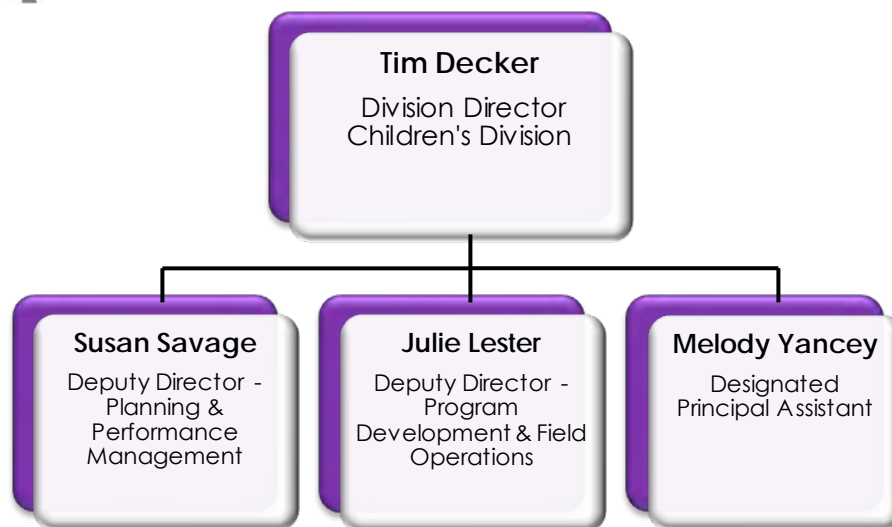 Tim Decker
Division Director
Children's Division
Susan Savage
Deputy Director -
Planning &
Performance
Management
Julie Lester
Deputy Director -
Program
Development & Field
Operations
Melody Yancey
Designated
Principal Assistant